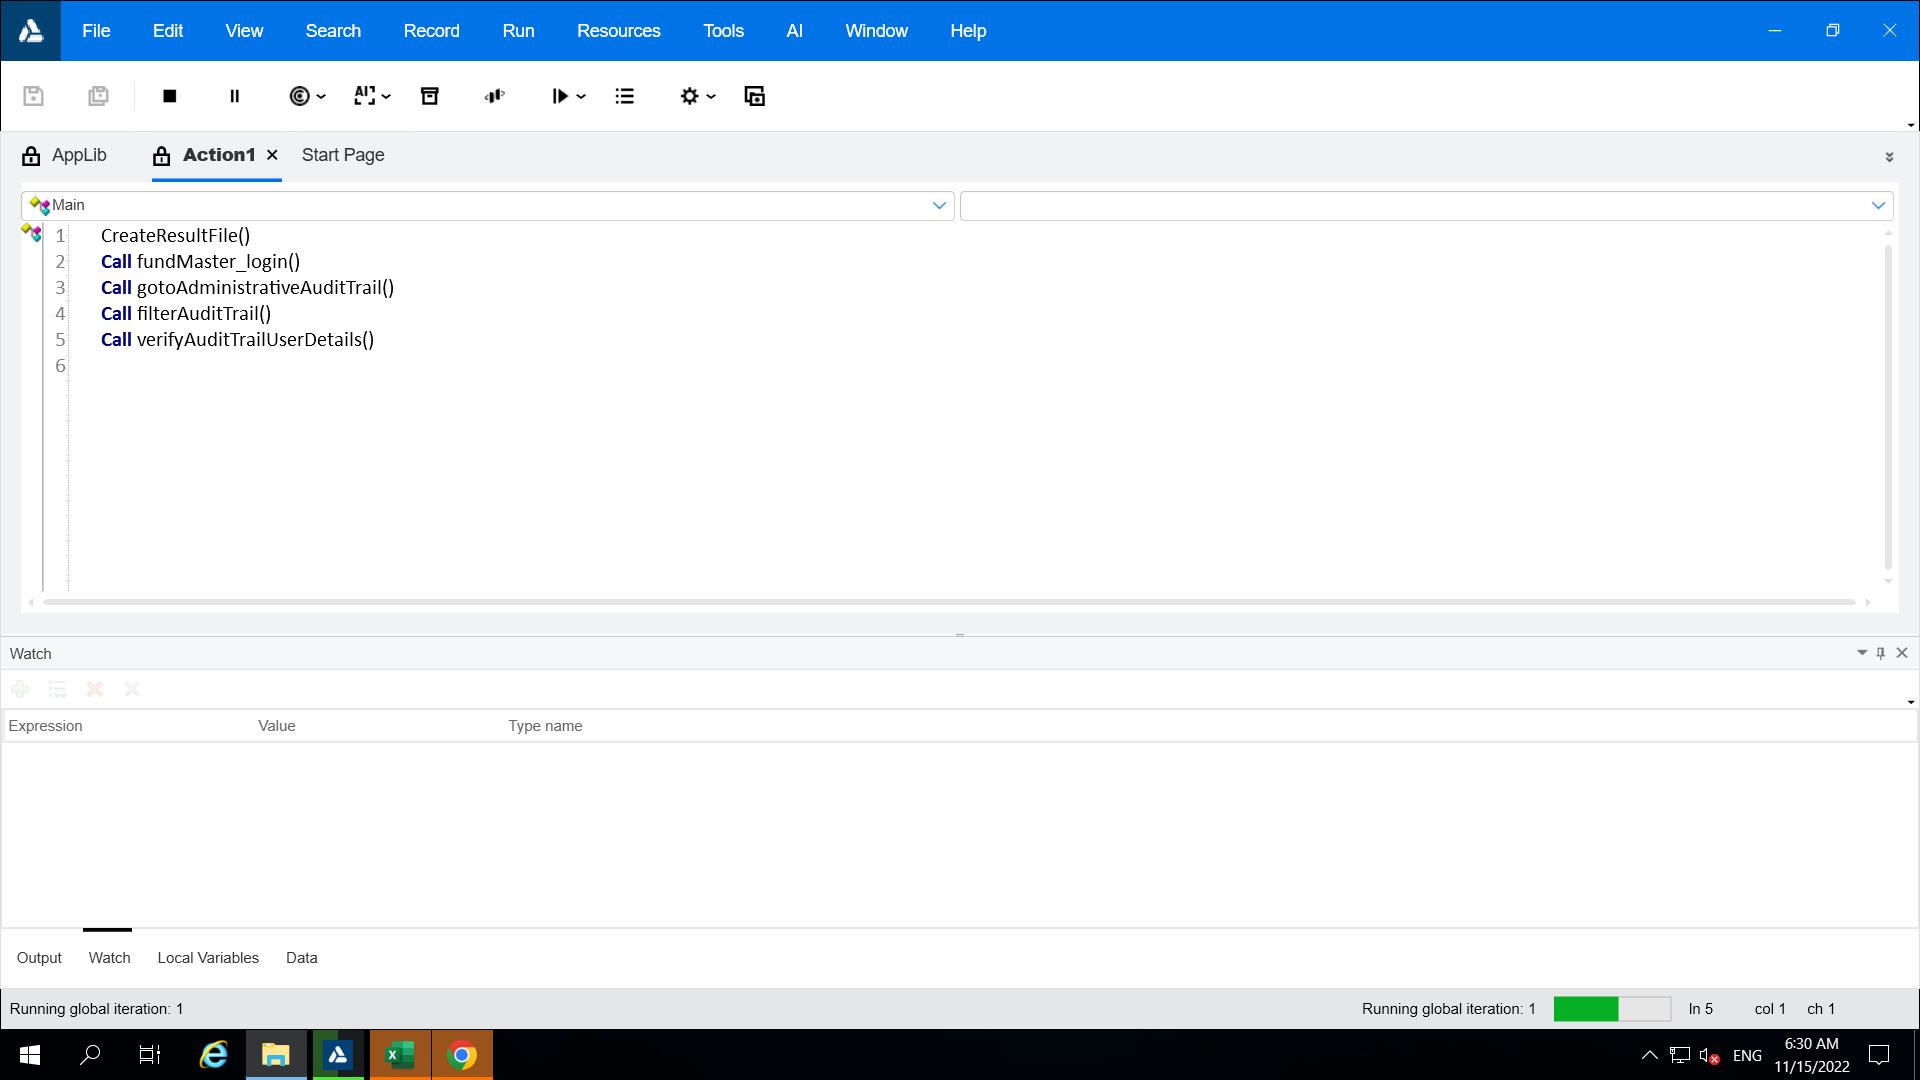 File Edit View Search Record Run Resources Tools AI Window Help
AI
AppLib Action1 Start Page
Main
1 CreateResultFile()
2 Call fundMaster_login()
3 Call gotoAdministrativeAuditTrail()
4 Call filterAuditTrail()
5 Call verifyAuditTrailUserDetails()
6
Watch
Expression Value Type name
Output Watch Local Variables Data
Running global iteration: 1 Running global iteration: 1 ln 5 col 1 ch 1
ENG 6:30 AM
11/15/2022